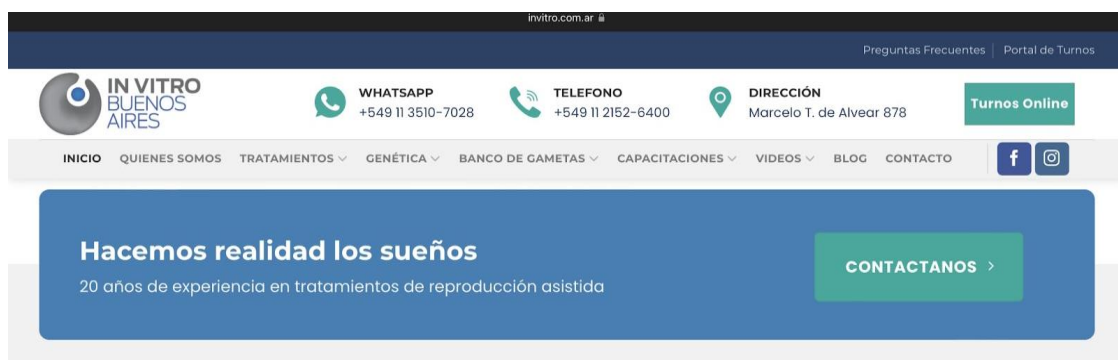 invitro.com.ar
Preguntas Frecuentes | Portal de Turnos
IN VITRO
BUENOS
AIRES
WHATSAPP
+549 11 3510-7028
TELEFONO
+549 11 2152-6400
DIRECCIÓN
Marcelo T. de Alvear 878
Turnos Online
INICIO QUIENES SOMOS TRATAMIENTOS GENÉTICA BANCO DE GAMETAS CAPACITACIONES VIDEOS BLOG CONTACTO
Hacemos realidad los sueños
20 años de experiencia en tratamientos de reproducción asistida
CONTACTANOS >